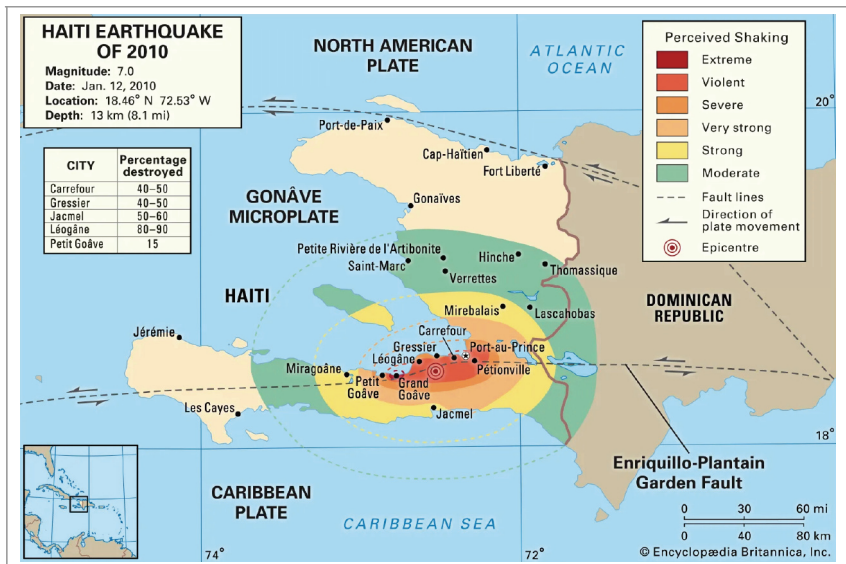 HAITI EARTHQUAKE
OF 2010
Magnitude: 7.0
Date: Jan. 12, 2010
Location: 18.46° N 72.53° W
Depth: 13 km (8.1 mi)
CITY Percentage destroyed
Carrefour 40–50
Gressier 40–50
Jacmel 50–60
Léogâne 80–90
Petit Goâve 15
NORTH AMERICAN
PLATE
ATLANTIC
OCEAN
Perceived Shaking
Extreme
Violent
Severe
Very strong
Strong
Moderate
Fault lines
Direction of
plate movement
Epicentre
20°
Port-de-Paix
Cap-Haïtien
Fort Liberté
GONÂVE
MICROPLATE
Gonaïves
Petite Rivière de l'Artibonite
Saint-Marc
Verrettes
Hinche
Thomassique
HAITI
Mirebalais
Lascahobas
DOMINICAN
REPUBLIC
Jérémie
Carrefour
Gressier
Port-au-Prince
Léogâne
Pétionville
Miragoâne
Petit
Goâve
Grand
Goâve
Les Cayes
Jacmel
18°
Enriquillo-Plantain
Garden Fault
CARIBBEAN
PLATE
CARIBBEAN SEA
0 30 60 mi
0 40 80 km
74°
72°
© Encyclopædia Britannica, Inc.